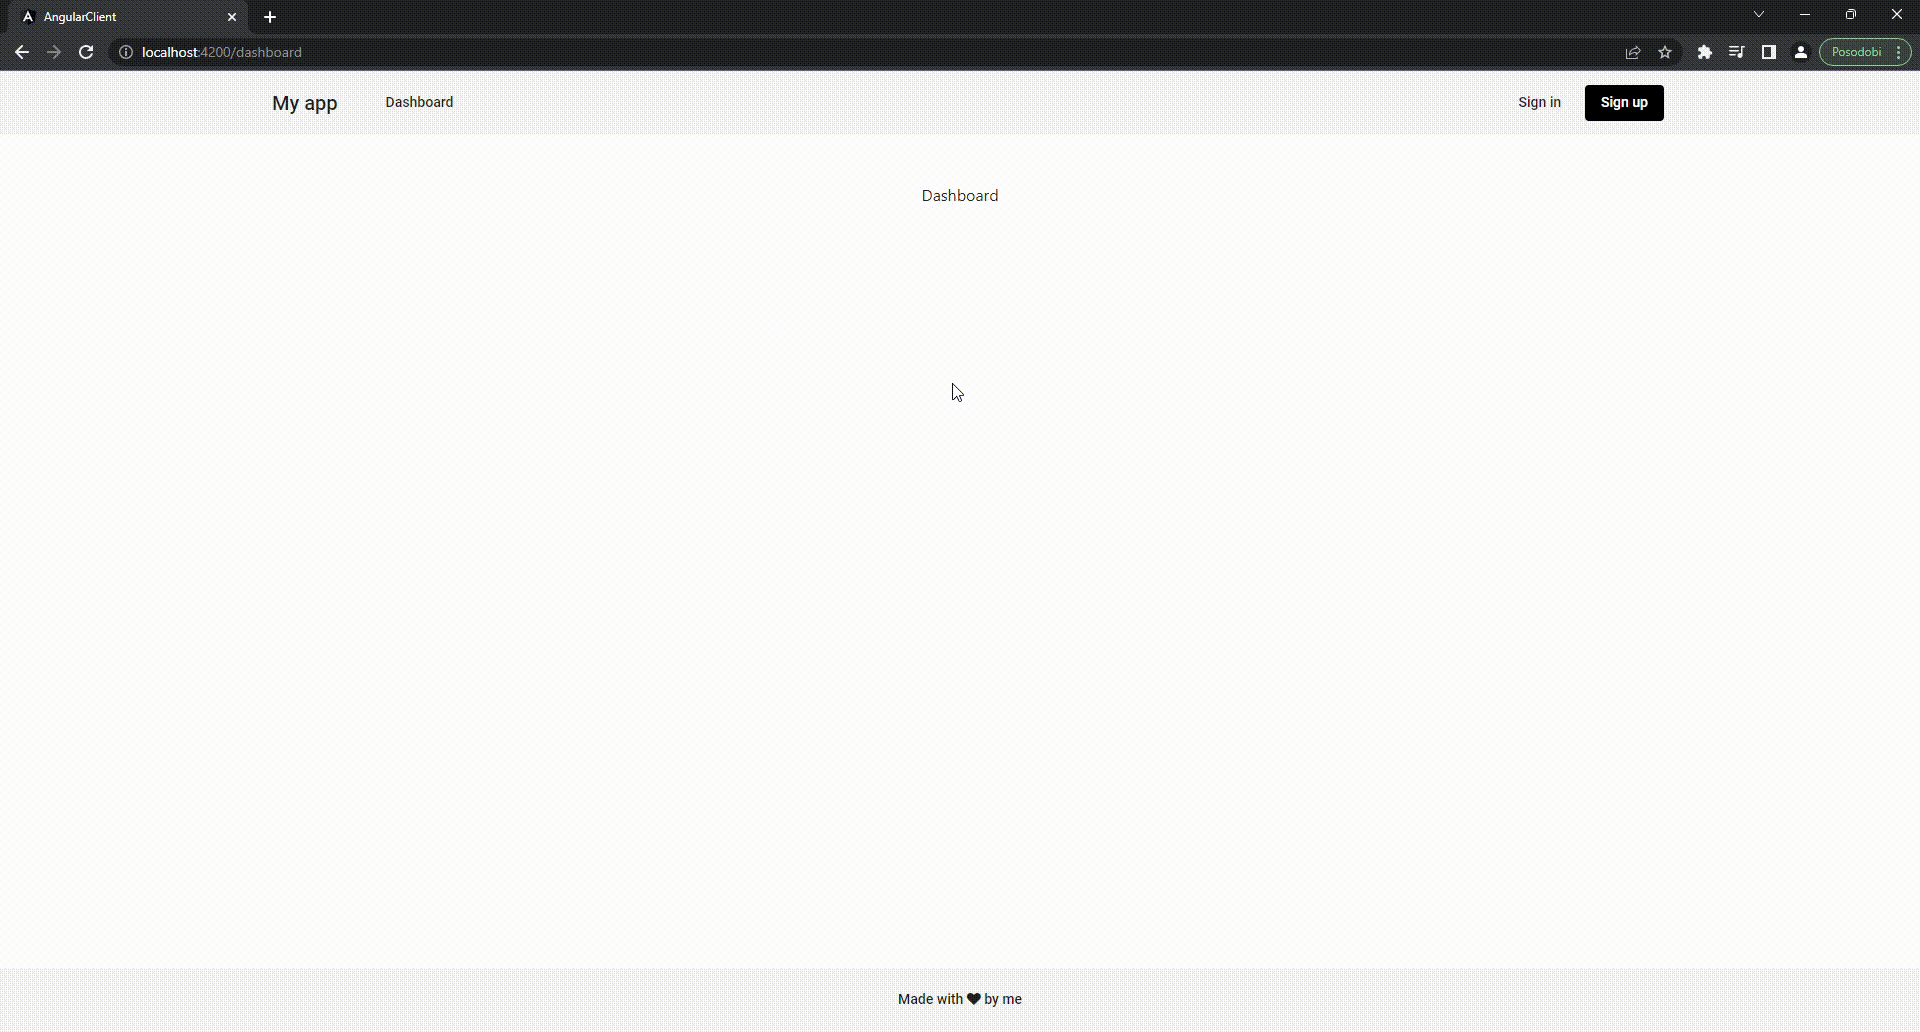 AngularClient
localhost:4200/dashboard
Posodobi
My app Dashboard Sign in Sign up
Dashboard
Made with ❤ by me